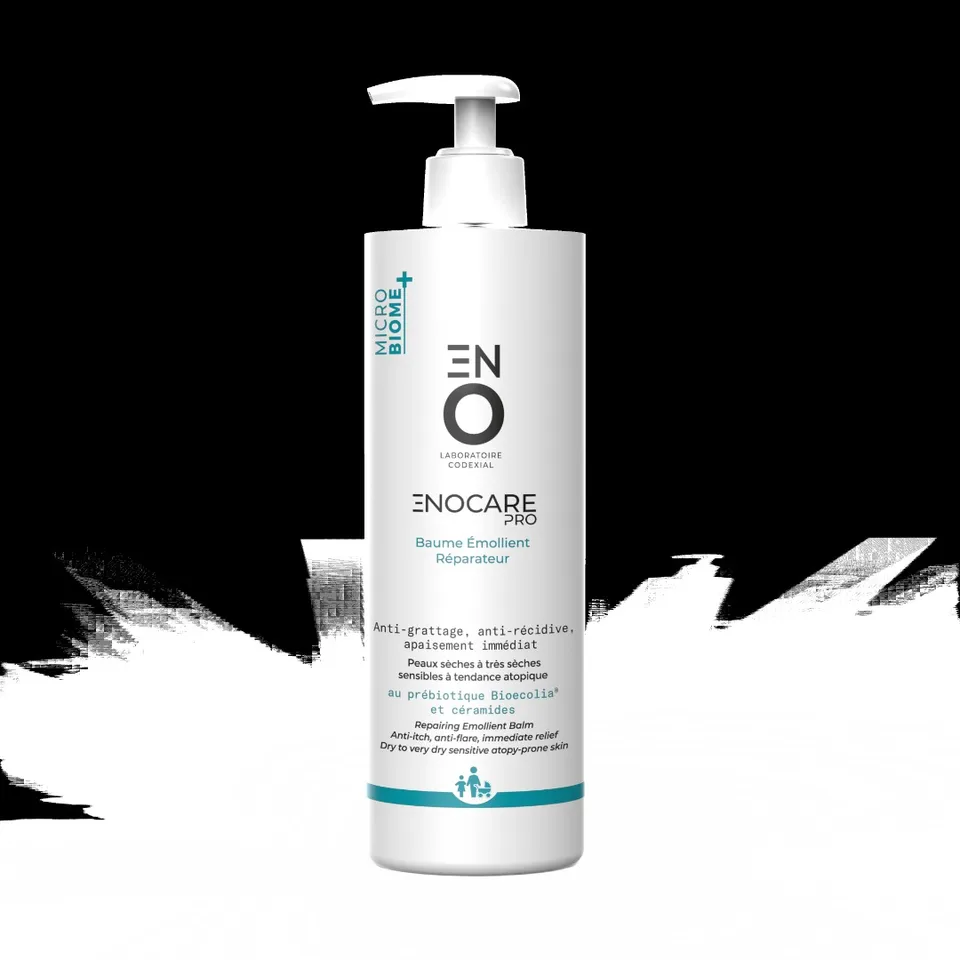 MICRO
BIOME+
EN
O
LABORATOIRE
CODEXIAL
ENOCARE
PRO
Baume Émollient
Réparateur
Anti-grattage, anti-récidive,
apaisement immédiat
Peaux sèches à très sèches
sensibles à tendance atopique
au prébiotique Bioecolia®
et céramides
Repairing Emollient Balm
Anti-itch, anti-flare, immediate relief
Dry to very dry sensitive atopy-prone skin